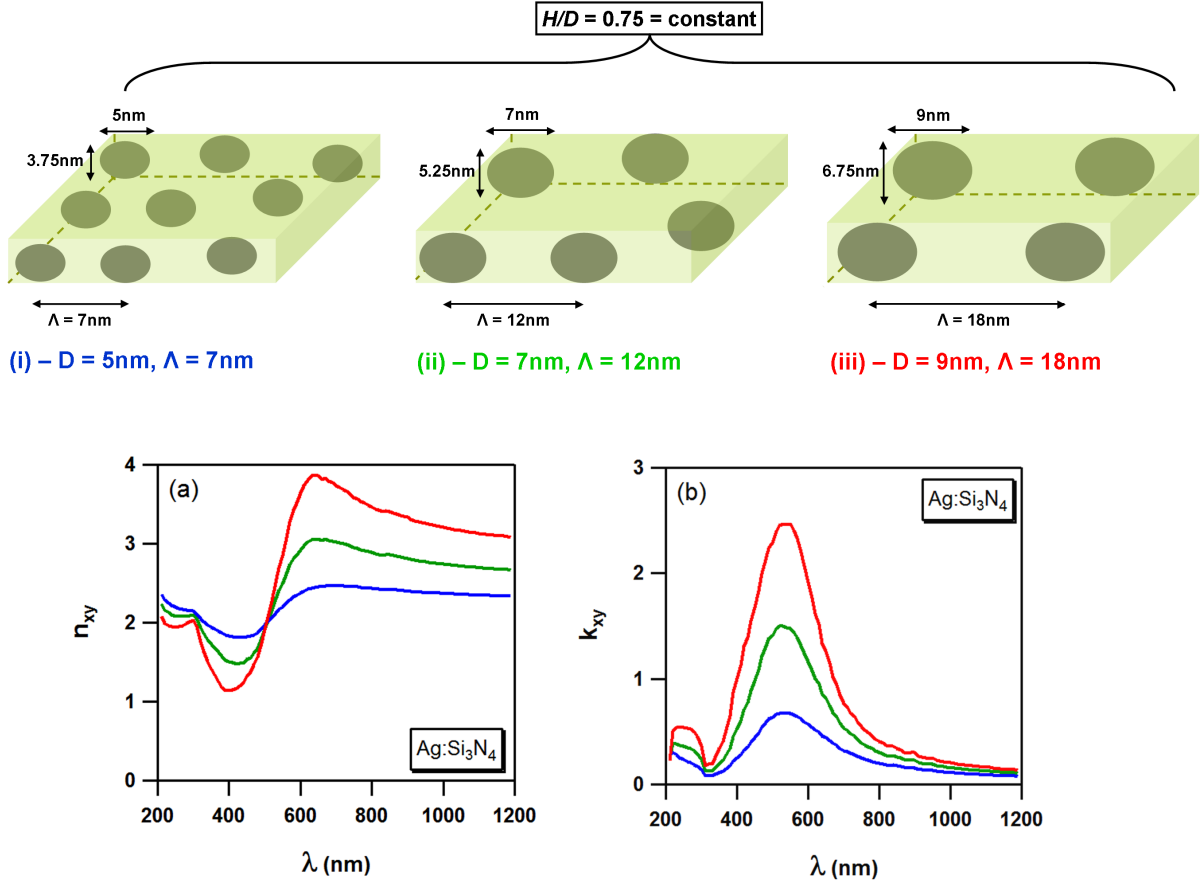 H/D = 0.75 = constant
5nm
3.75nm
Λ = 7nm
7nm
5.25nm
Λ = 12nm
9nm
6.75nm
Λ = 18nm
(i) – D = 5nm, Λ = 7nm
(ii) – D = 7nm, Λ = 12nm
(iii) – D = 9nm, Λ = 18nm
(a)
nxy
4
3
2
1
0
200 400 600 800 1000 1200
λ (nm)
Ag:Si3N4
(b)
kxy
3
2
1
0
200 400 600 800 1000 1200
λ (nm)
Ag:Si3N4